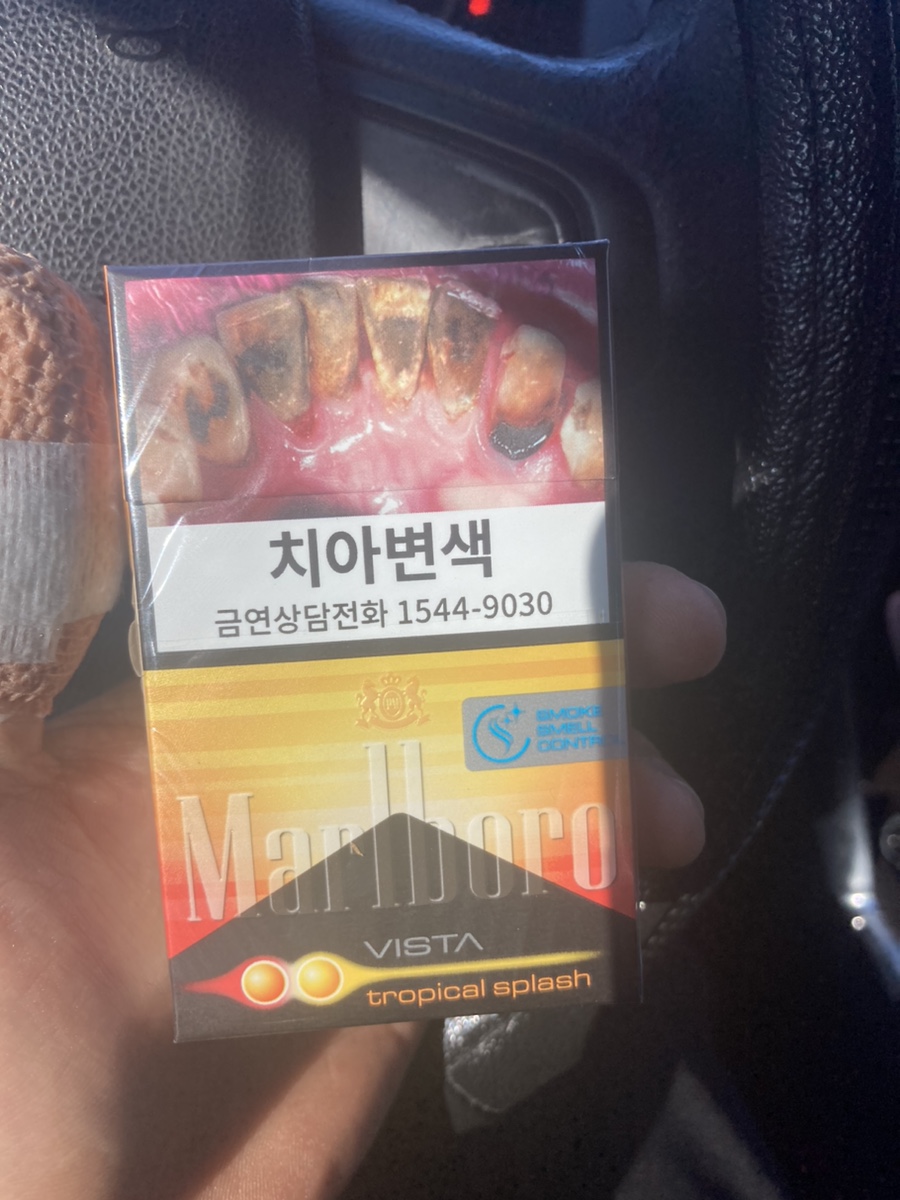 치아변색
금연상담전화 1544-9030
SMOKE
SMELL
CONTROL
Marlboro
VISTA
tropical splash